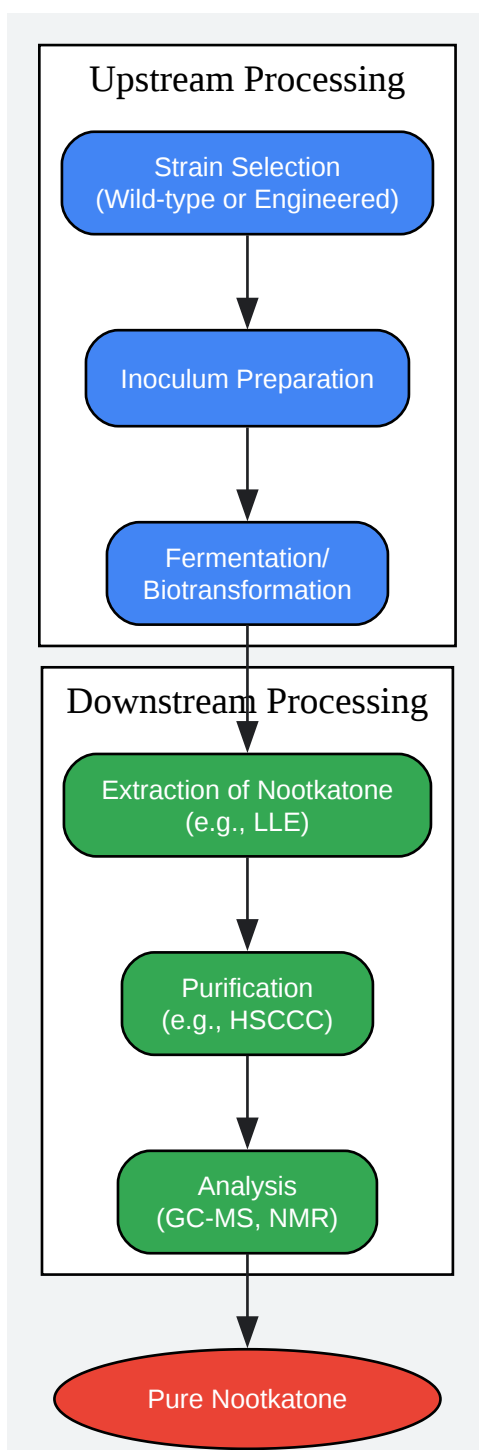 Upstream Processing
Strain Selection
(Wild-type or Engineered)
Inoculum Preparation
Fermentation/
Biotransformation
Downstream Processing
Extraction of Nootkatone
(e.g., LLE)
Purification
(e.g., HSCCC)
Analysis
(GC-MS, NMR)
Pure Nootkatone